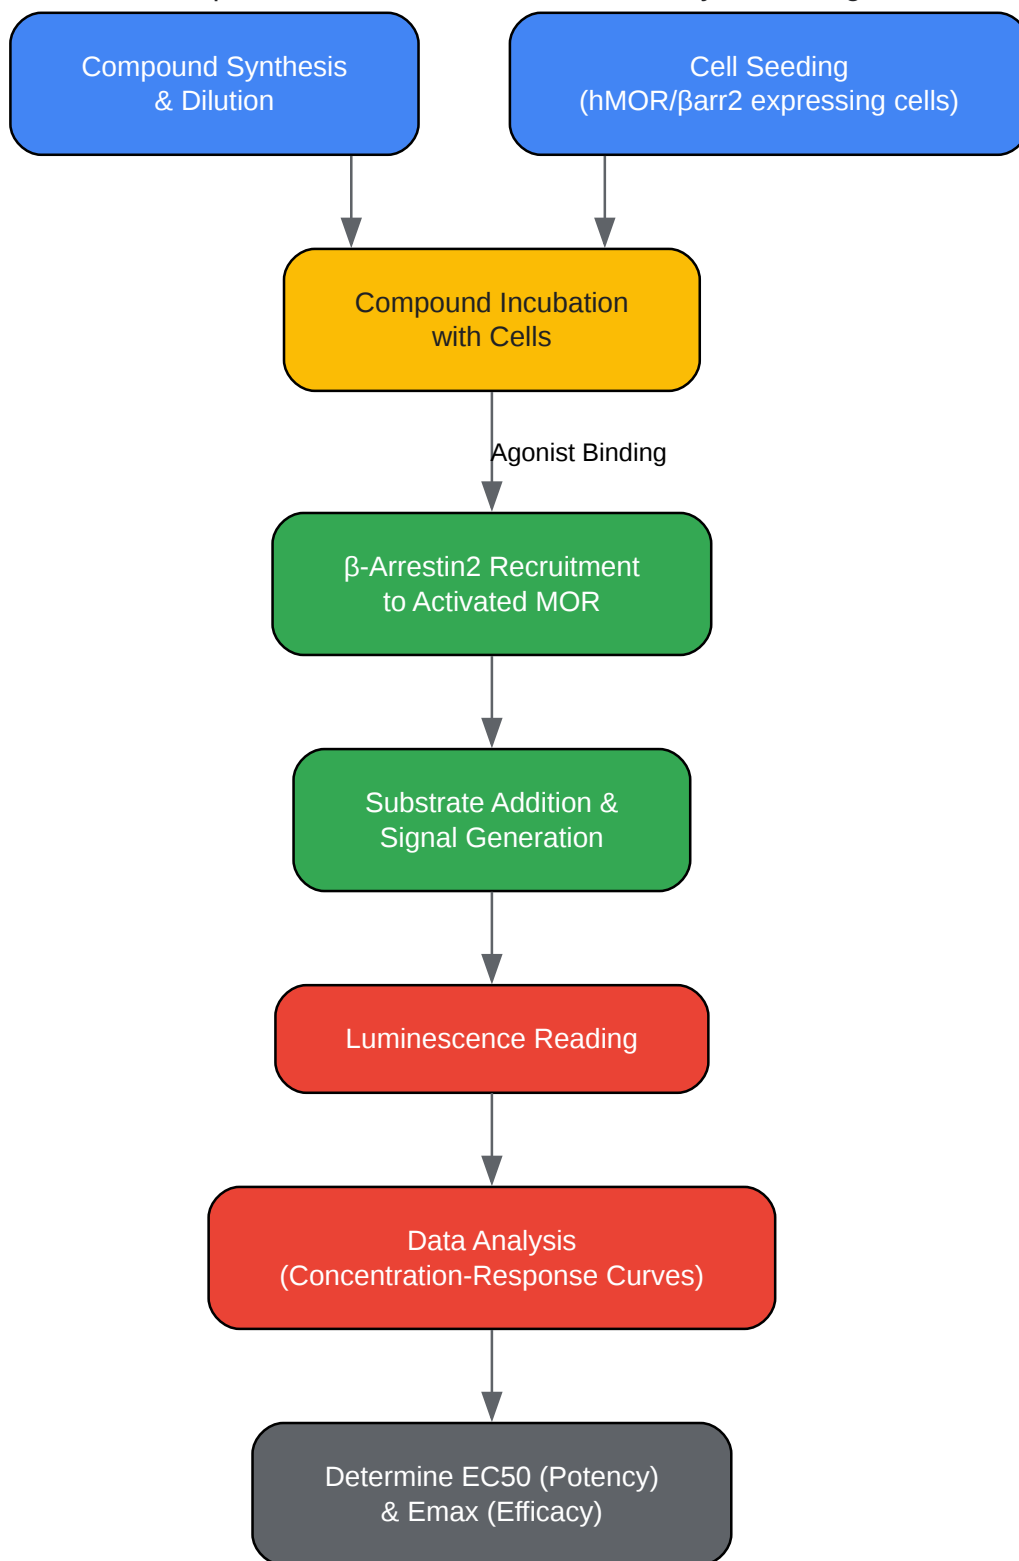 Compound Synthesis
& Dilution
Cell Seeding
(hMOR/βarr2 expressing cells)
Compound Incubation
with Cells
Agonist Binding
β-Arrestin2 Recruitment
to Activated MOR
Substrate Addition &
Signal Generation
Luminescence Reading
Data Analysis
(Concentration-Response Curves)
Determine EC50 (Potency)
& Emax (Efficacy)